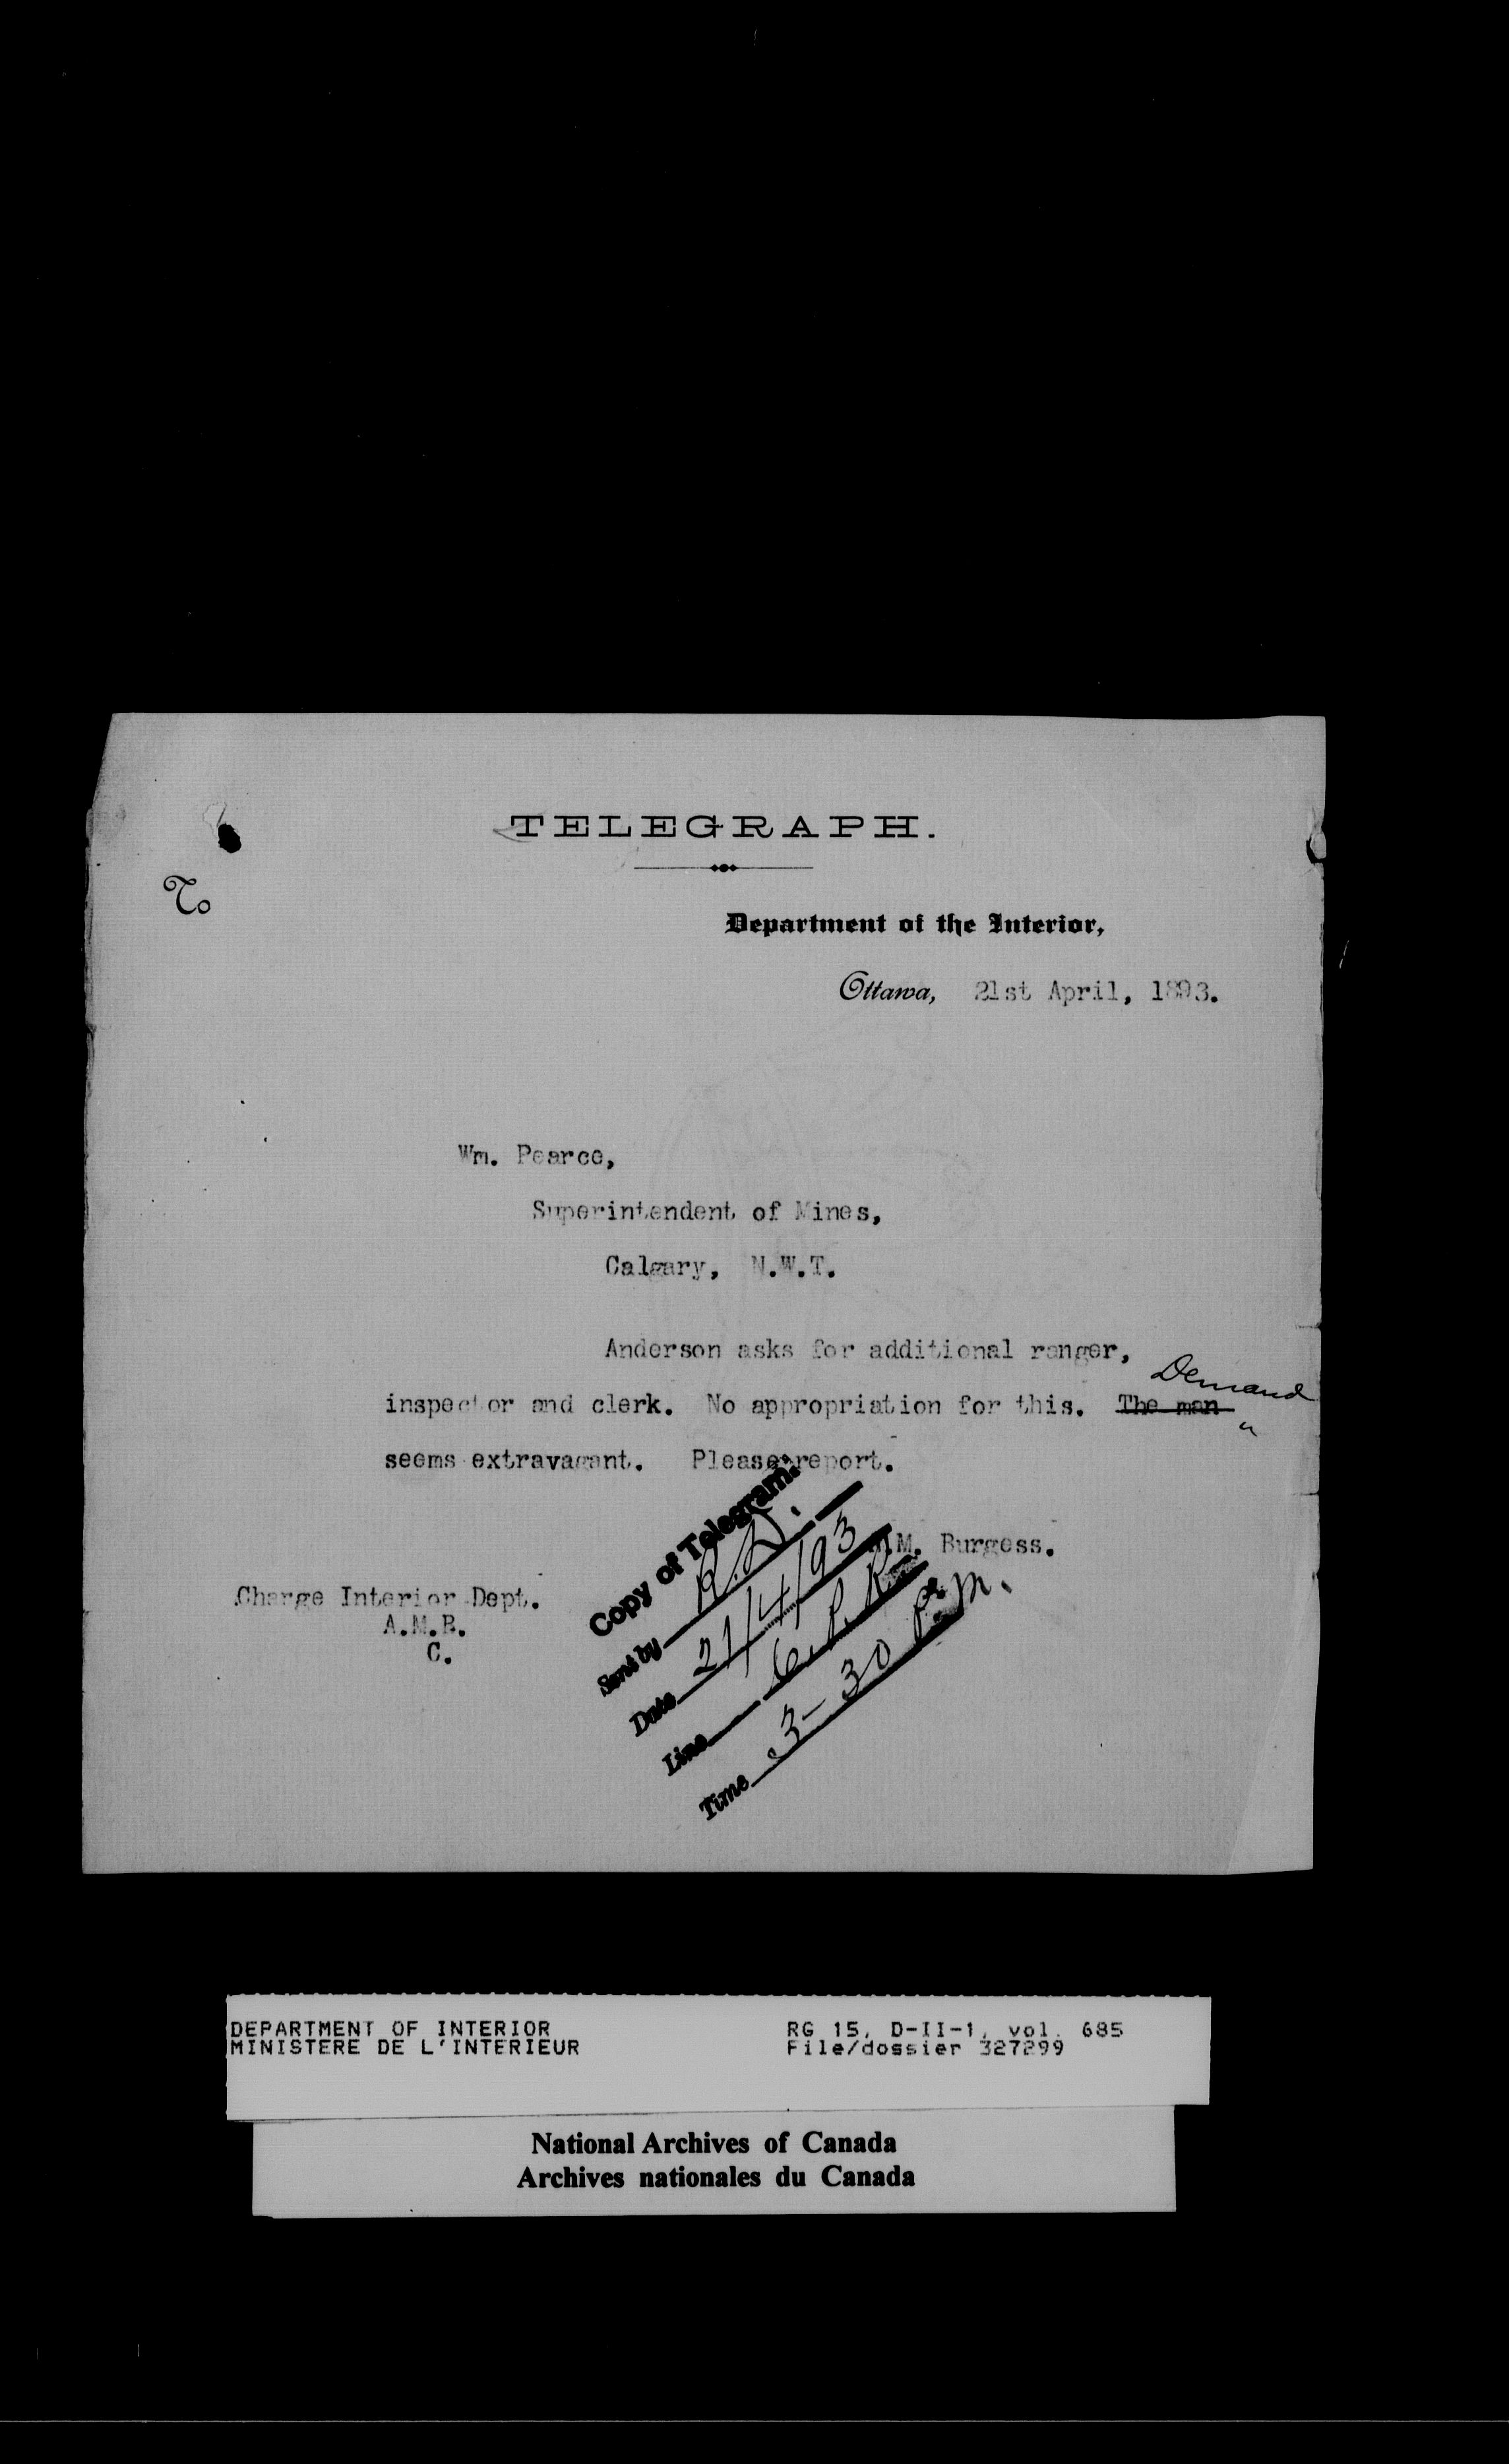 TELEGRAPH.
To
Department of the Interior,
Ottawa, 21st April, 1893.
Wm. Pearce,
Superintendent of Mines,
Calgary, N.W.T.
Anderson asks for additional ranger,
Demand
inspector and clerk. No appropriation for this. The man "
seems extravagant. Please report.
.M. Burgess.
Charge Interior Dept.
A.M.B.
C.
Copy of Telegram.
Sent by
Date 21/4/93
Line C.P.R.
Time 3-30 P.m.
DEPARTMENT OF INTERIOR RG 15, D-II-1, vol. 685
MINISTERE DE L'INTERIEUR File/dossier 327299
National Archives of Canada
Archives nationales du Canada